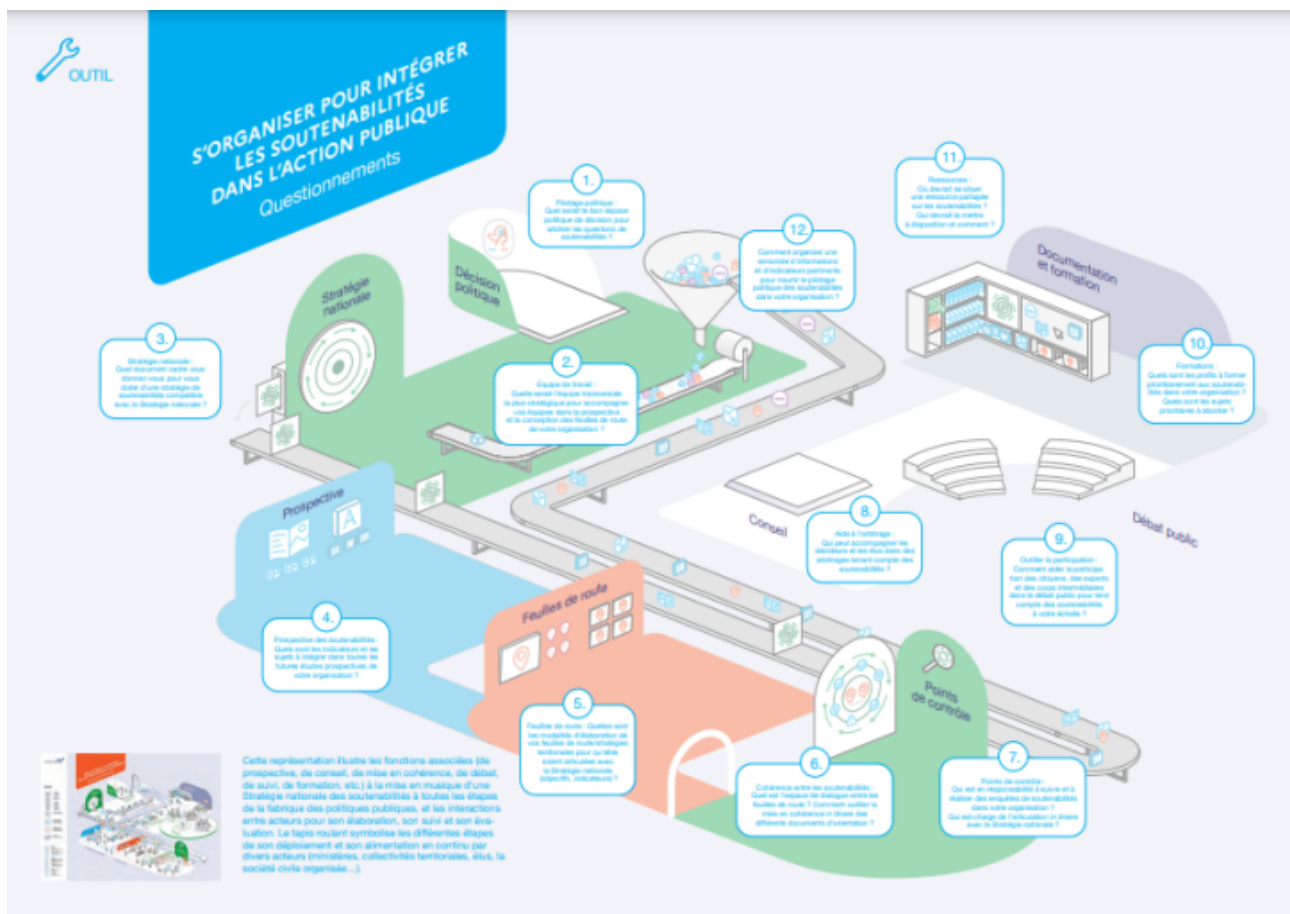 OUTIL
S'ORGANISER POUR INTÉGRER
LES SOUTENABILITÉS
DANS L'ACTION PUBLIQUE
Questionnements
1.
Pilotage politique :
Quel serait le bon espace
politique de décision pour
arbitrer les questions de
soutenabilités ?
Décision
politique
2.
Equipe de travail :
Quelle serait l'équipe transversale
la plus stratégique pour accompagner
vos équipes dans la prospective
et la conception des feuilles de route
de votre organisation ?
Stratégie
nationale
3.
Stratégie nationale :
Quel document cadre vous
donnez-vous pour vous
doter d'une stratégie de
soutenabilités compatible
avec la Stratégie nationale ?
Prospective
A
4.
Prospective des soutenabilités :
Quels sont les indicateurs et les
sujets à intégrer dans toutes les
futures études prospectives de
votre organisation ?
Feuilles de route
5.
Feuilles de route : Quelles sont
les modalités d'élaboration de
vos feuilles de route/stratégies
territoriales pour qu'elles
soient articulées avec
la Stratégie nationale
(objectifs, indicateurs) ?
6.
Cohérence entre les soutenabilités :
Quel est l'espace de dialogue entre les
feuilles de route ? Comment outiller la
mise en cohérence in itinere des
différents documents d'orientation ?
Points
de contrôle
7.
Points de contrôle :
Qui est en responsabilité à suivre et à
réaliser des enquêtes de soutenabilités
dans votre organisation ?
Qui est chargé de l'articulation in itinere
avec la Stratégie nationale ?
Conseil
8.
Aide à l'arbitrage :
Qui peut accompagner les
décideurs et les élus dans des
arbitrages tenant compte des
soutenabilités ?
Débat public
9.
Outiller la participation :
Comment aider la participa-
tion des citoyens, des experts
et des corps intermédiaires
dans le débat public pour tenir
compte des soutenabilités
à votre échelle ?
Documentation
et formation
10.
Formations :
Quels sont les profils à former
prioritairement aux soutenabi-
lités dans votre organisation ?
Quels sont les sujets
prioritaires à aborder ?
11.
Ressources :
Où devrait se situer
une ressource partagée
sur les soutenabilités ?
Qui devrait la mettre
à disposition et comment ?
12.
Comment organiser une
remontée d'informations
et d'indicateurs pertinents
pour nourrir le pilotage
politique des soutenabilités
dans votre organisation ?
Cette représentation illustre les fonctions associées (de
prospective, de conseil, de mise en cohérence, de débat,
de suivi, de formation, etc.) à la mise en musique d'une
Stratégie nationale des soutenabilités à toutes les étapes
de la fabrique des politiques publiques, et les interactions
entre acteurs pour son élaboration, son suivi et son éva-
luation. Le tapis roulant symbolise les différentes étapes
de son déploiement et son alimentation en continu par
divers acteurs (ministères, collectivités territoriales, élus, la
société civile organisée...).